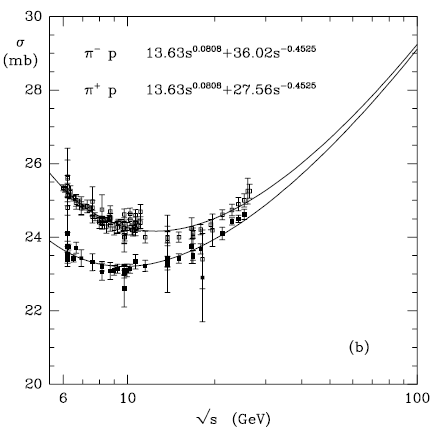 30
σ
(mb)
π⁻ p 13.63s^0.0808+36.02s^−0.4525
π⁺ p 13.63s^0.0808+27.56s^−0.4525
28
26
24
22
(b)
20
6 10 100
√s (GeV)